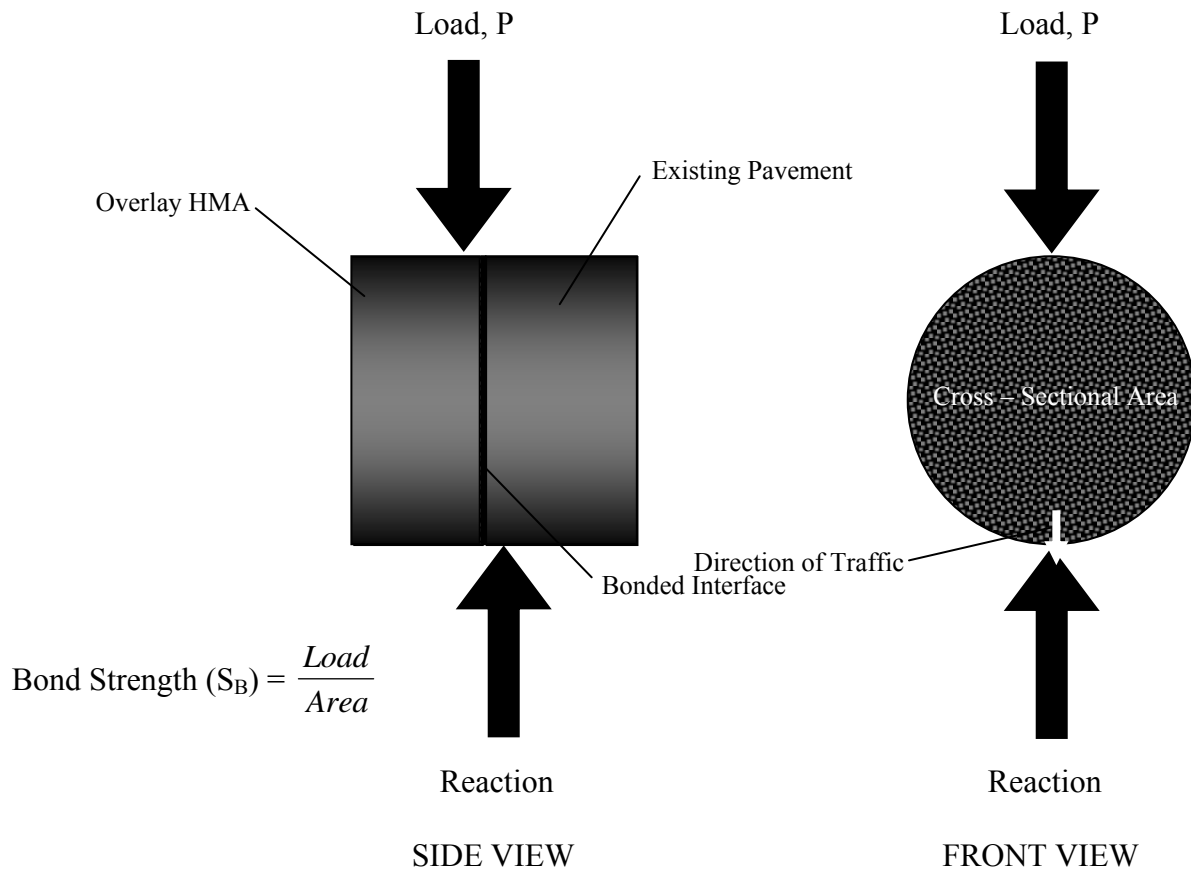 Load, P
Load, P
Existing Pavement
Overlay HMA
Cross – Sectional Area
Direction of Traffic
Bonded Interface
Bond Strength (S_B) = Load / Area
Reaction
Reaction
SIDE VIEW
FRONT VIEW